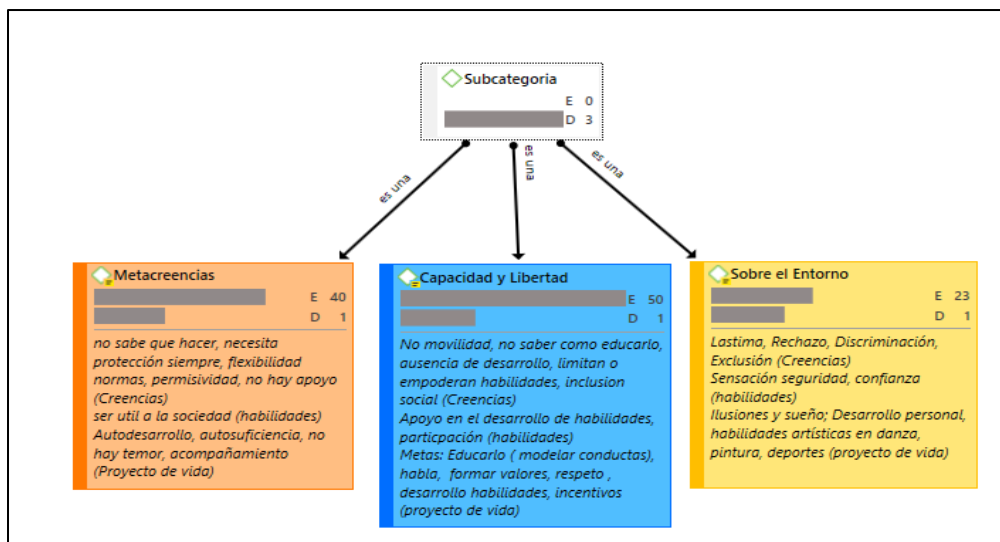 Subcategoria
E 0
D 3
es una
es una
es una
Metacreencias
E 40
D 1
no sabe que hacer, necesita
protección siempre, flexibilidad
normas, permisividad, no hay apoyo
(Creencias)
ser util a la sociedad (habilidades)
Autodesarrollo, autosuficiencia, no
hay temor, acompañamiento
(Proyecto de vida)
Capacidad y Libertad
E 50
D 1
No movilidad, no saber como educarlo,
ausencia de desarrollo, limitan o
empoderan habilidades, inclusion
social (Creencias)
Apoyo en el desarrollo de habilidades,
particpación (habilidades)
Metas: Educarlo ( modelar conductas),
habla, formar valores, respeto ,
desarrollo habilidades, incentivos
(proyecto de vida)
Sobre el Entorno
E 23
D 1
Lastima, Rechazo, Discriminación,
Exclusión (Creencias)
Sensación seguridad, confianza
(habilidades)
Ilusiones y sueño; Desarrollo personal,
habilidades artísticas en danza,
pintura, deportes (proyecto de vida)